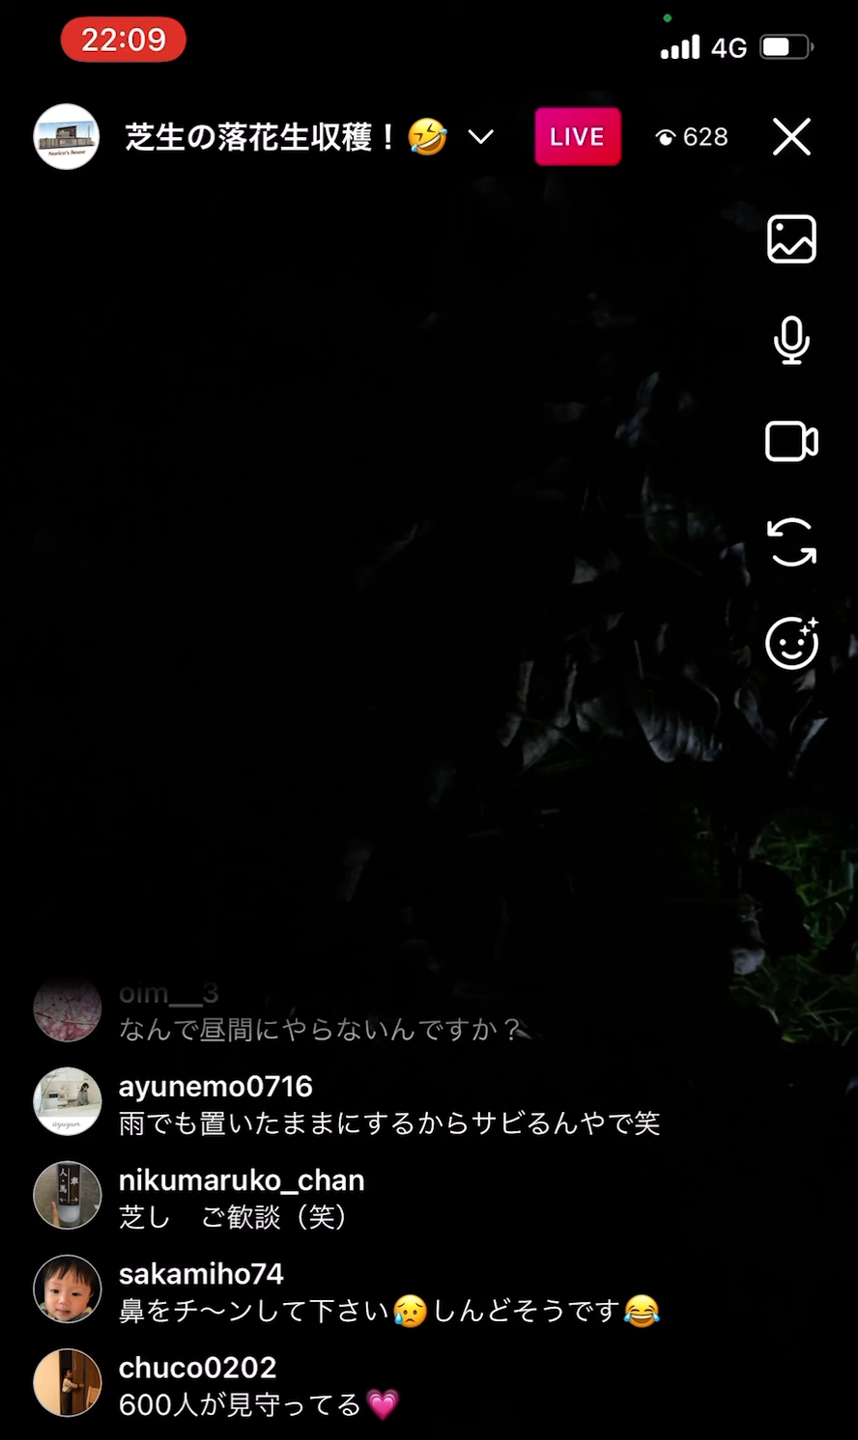 22:09
4G
芝生の落花生収穫！🤣
LIVE
628
Norico's house
oim__3
なんで昼間にやらないんですか？
ayunemo0716
雨でも置いたままにするからサビるんやで笑
nikumaruko_chan
芝し　ご歓談（笑）
sakamiho74
鼻をチ〜ンして下さい😥しんどそうです😂
chuco0202
600人が見守ってる💗